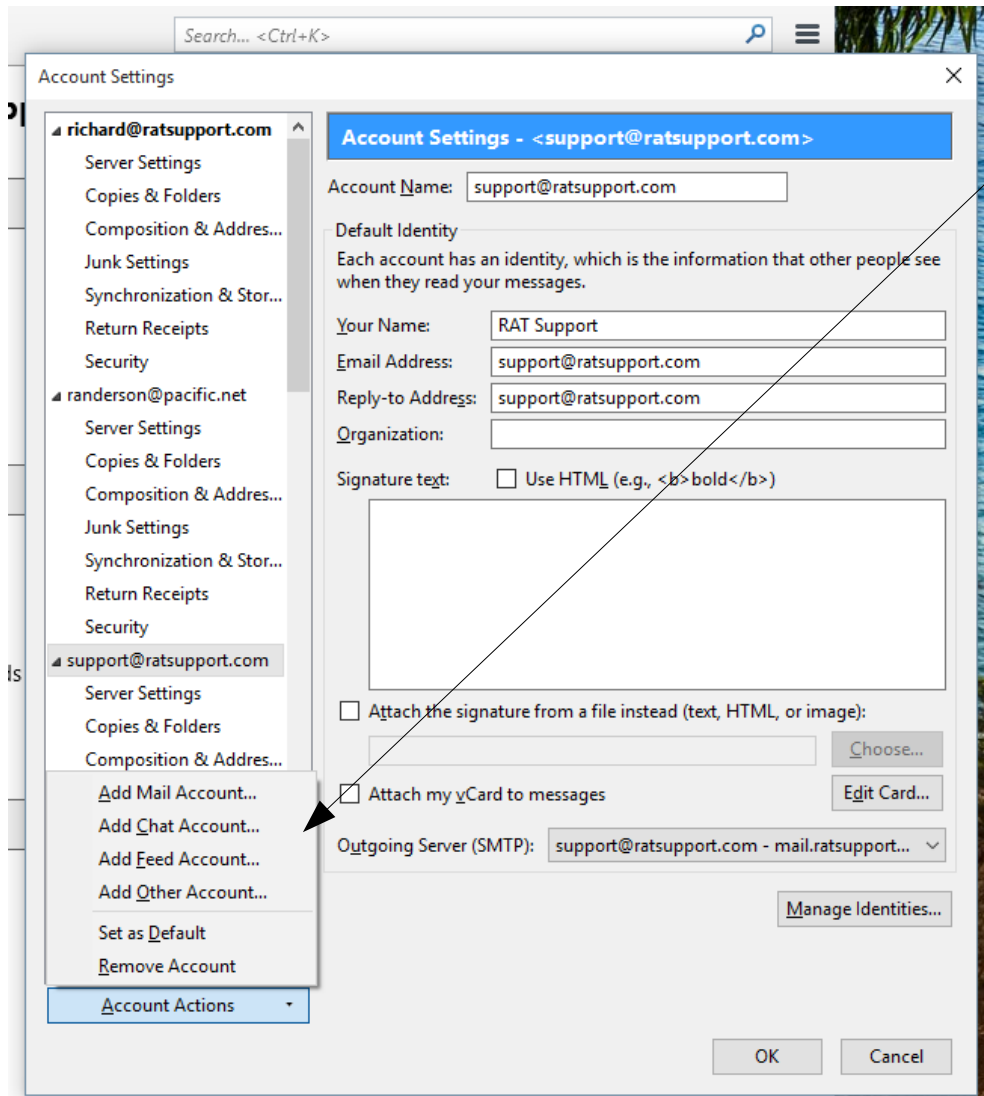 Search... <Ctrl+K>
Account Settings
richard@ratsupport.com
Server Settings
Copies & Folders
Composition & Addres...
Junk Settings
Synchronization & Stor...
Return Receipts
Security
randerson@pacific.net
Server Settings
Copies & Folders
Composition & Addres...
Junk Settings
Synchronization & Stor...
Return Receipts
Security
support@ratsupport.com
Server Settings
Copies & Folders
Composition & Addres...
Add Mail Account...
Add Chat Account...
Add Feed Account...
Add Other Account...
Set as Default
Remove Account
Account Actions
Account Settings - <support@ratsupport.com>
Account Name: support@ratsupport.com
Default Identity
Each account has an identity, which is the information that other people see
when they read your messages.
Your Name: RAT Support
Email Address: support@ratsupport.com
Reply-to Address: support@ratsupport.com
Organization:
Signature text: Use HTML (e.g., <b>bold</b>)
Attach the signature from a file instead (text, HTML, or image):
Choose...
Attach my vCard to messages Edit Card...
Outgoing Server (SMTP): support@ratsupport.com - mail.ratsupport...
Manage Identities...
OK Cancel